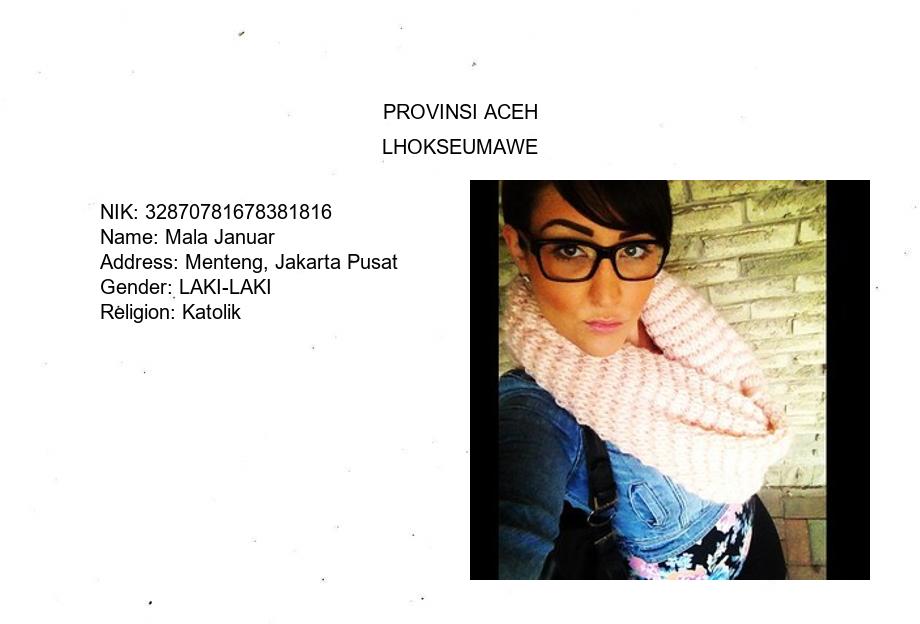 PROVINSI ACEH
LHOKSEUMAWE
NIK: 32870781678381816
Name: Mala Januar
Address: Menteng, Jakarta Pusat
Gender: LAKI-LAKI
Religion: Katolik